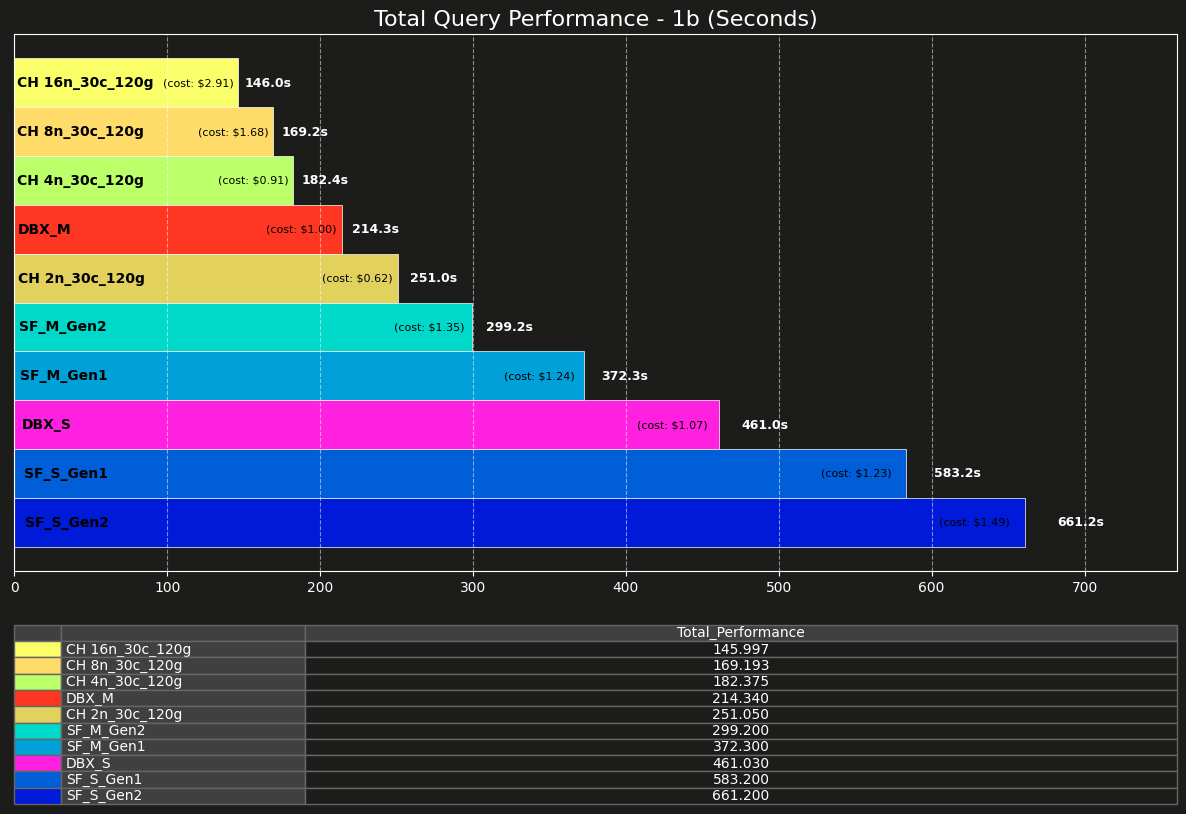 Total Query Performance - 1b (Seconds)
CH 16n_30c_120g (cost: $2.91) 146.0s
CH 8n_30c_120g (cost: $1.68) 169.2s
CH 4n_30c_120g (cost: $0.91) 182.4s
DBX_M (cost: $1.00) 214.3s
CH 2n_30c_120g (cost: $0.62) 251.0s
SF_M_Gen2 (cost: $1.35) 299.2s
SF_M_Gen1 (cost: $1.24) 372.3s
DBX_S (cost: $1.07) 461.0s
SF_S_Gen1 (cost: $1.23) 583.2s
SF_S_Gen2 (cost: $1.49) 661.2s
0 100 200 300 400 500 600 700
Total_Performance
CH 16n_30c_120g 145.997
CH 8n_30c_120g 169.193
CH 4n_30c_120g 182.375
DBX_M 214.340
CH 2n_30c_120g 251.050
SF_M_Gen2 299.200
SF_M_Gen1 372.300
DBX_S 461.030
SF_S_Gen1 583.200
SF_S_Gen2 661.200